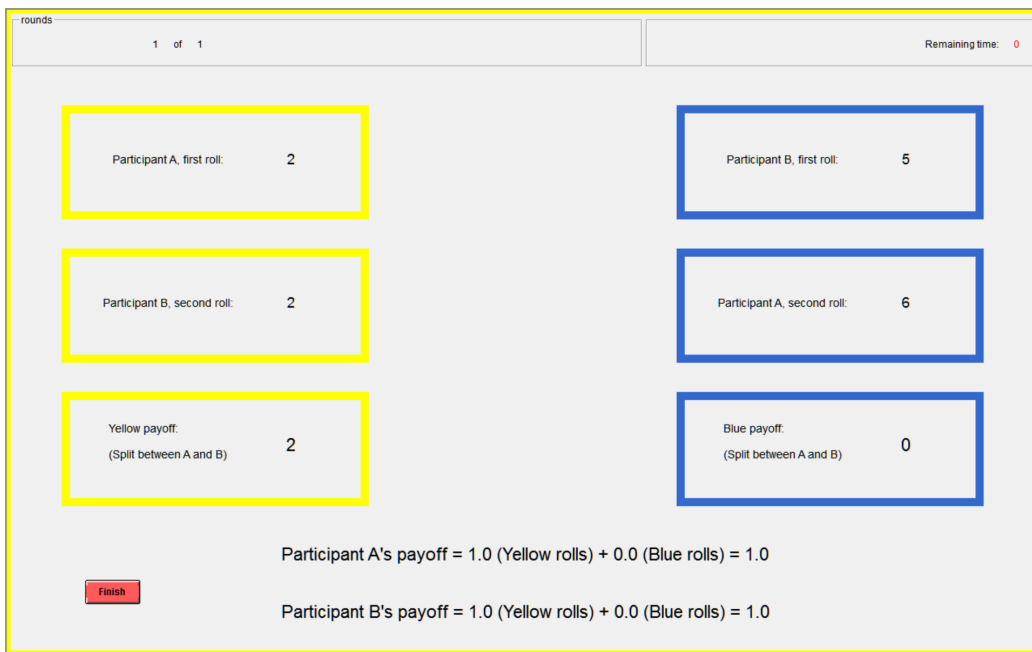 rounds
1 of 1
Remaining time: 0
Participant A, first roll: 2
Participant B, first roll: 5
Participant B, second roll: 2
Participant A, second roll: 6
Yellow payoff:
(Split between A and B) 2
Blue payoff:
(Split between A and B) 0
Participant A's payoff = 1.0 (Yellow rolls) + 0.0 (Blue rolls) = 1.0
Finish
Participant B's payoff = 1.0 (Yellow rolls) + 0.0 (Blue rolls) = 1.0